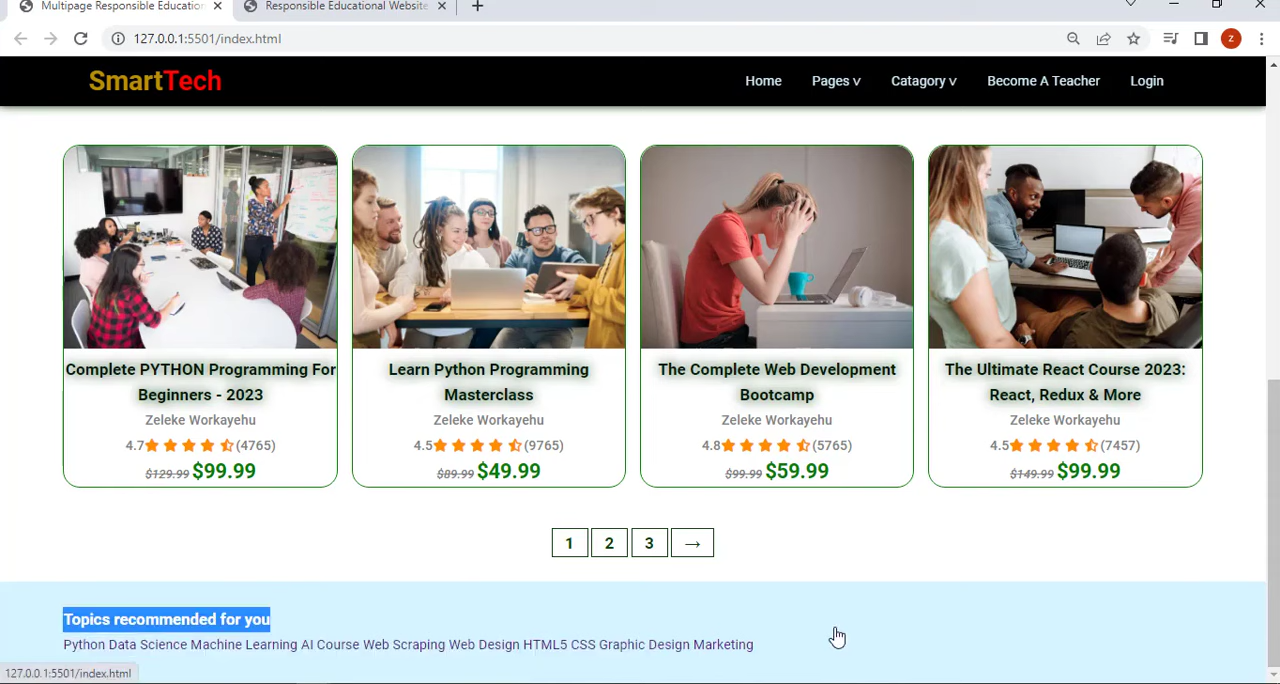 Multipage Responsible Educatio
Responsible Educational Website
127.0.0.1:5501/index.html
z
SmartTech
Home Pages v Catagory v Become A Teacher Login
Complete PYTHON Programming For
Beginners - 2023
Zeleke Workayehu
4.7 (4765)
$129.99 $99.99
Learn Python Programming
Masterclass
Zeleke Workayehu
4.5 (9765)
$89.99 $49.99
The Complete Web Development
Bootcamp
Zeleke Workayehu
4.8 (5765)
$99.99 $59.99
The Ultimate React Course 2023:
React, Redux & More
Zeleke Workayehu
4.5 (7457)
$149.99 $99.99
1 2 3 →
Topics recommended for you
Python Data Science Machine Learning AI Course Web Scraping Web Design HTML5 CSS Graphic Design Marketing
127.0.0.1:5501/index.html